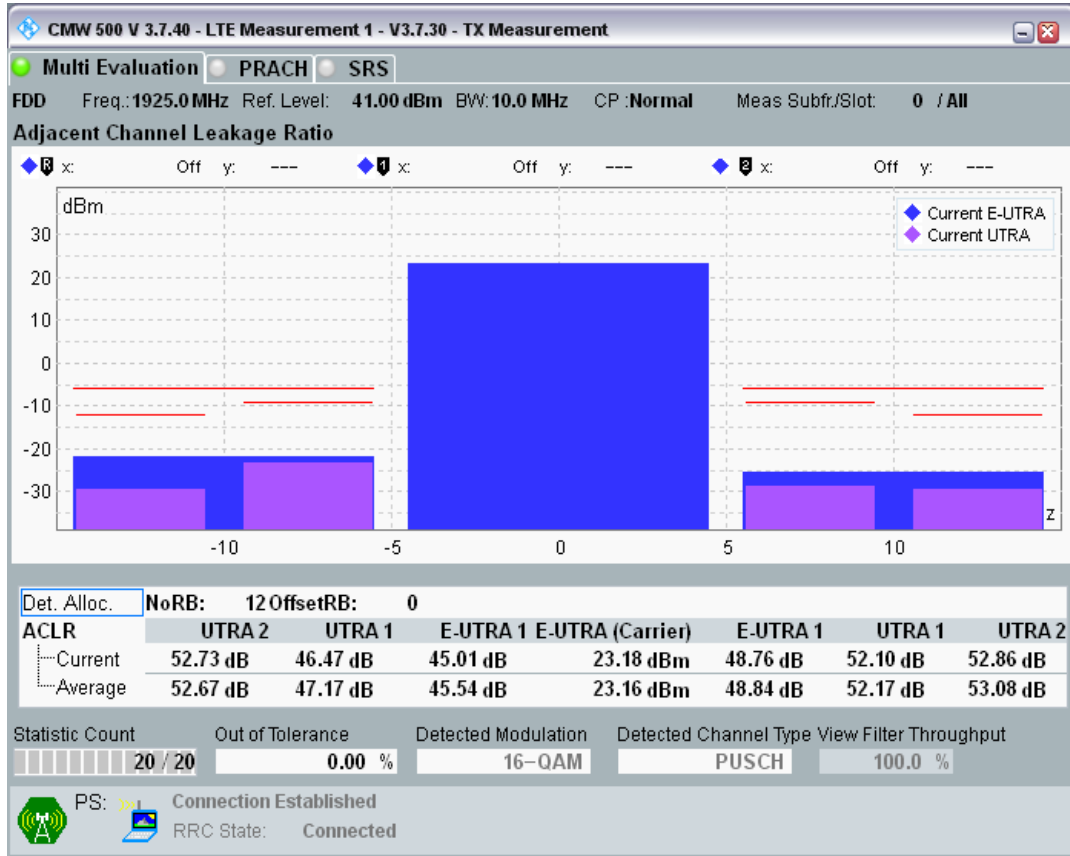 CMW 500 V 3.7.40 - LTE Measurement 1 - V3.7.30 - TX Measurement
Multi Evaluation PRACH SRS
FDD Freq.: 1925.0 MHz Ref. Level: 41.00 dBm BW: 10.0 MHz CP :Normal Meas Subfr./Slot: 0 / All
Adjacent Channel Leakage Ratio
R x: Off y: --- 1 x: Off y: --- 2 x: Off y: ---
dBm
Current E-UTRA
Current UTRA
30
20
10
0
-10
-20
-30
z
-10 -5 0 5 10
Det. Alloc. NoRB: 12 OffsetRB: 0
ACLR UTRA 2 UTRA 1 E-UTRA 1 E-UTRA (Carrier) E-UTRA 1 UTRA 1 UTRA 2
Current 52.73 dB 46.47 dB 45.01 dB 23.18 dBm 48.76 dB 52.10 dB 52.86 dB
Average 52.67 dB 47.17 dB 45.54 dB 23.16 dBm 48.84 dB 52.17 dB 53.08 dB
Statistic Count Out of Tolerance Detected Modulation Detected Channel Type View Filter Throughput
20 / 20 0.00 % 16-QAM PUSCH 100.0 %
PS: Connection Established
RRC State: Connected